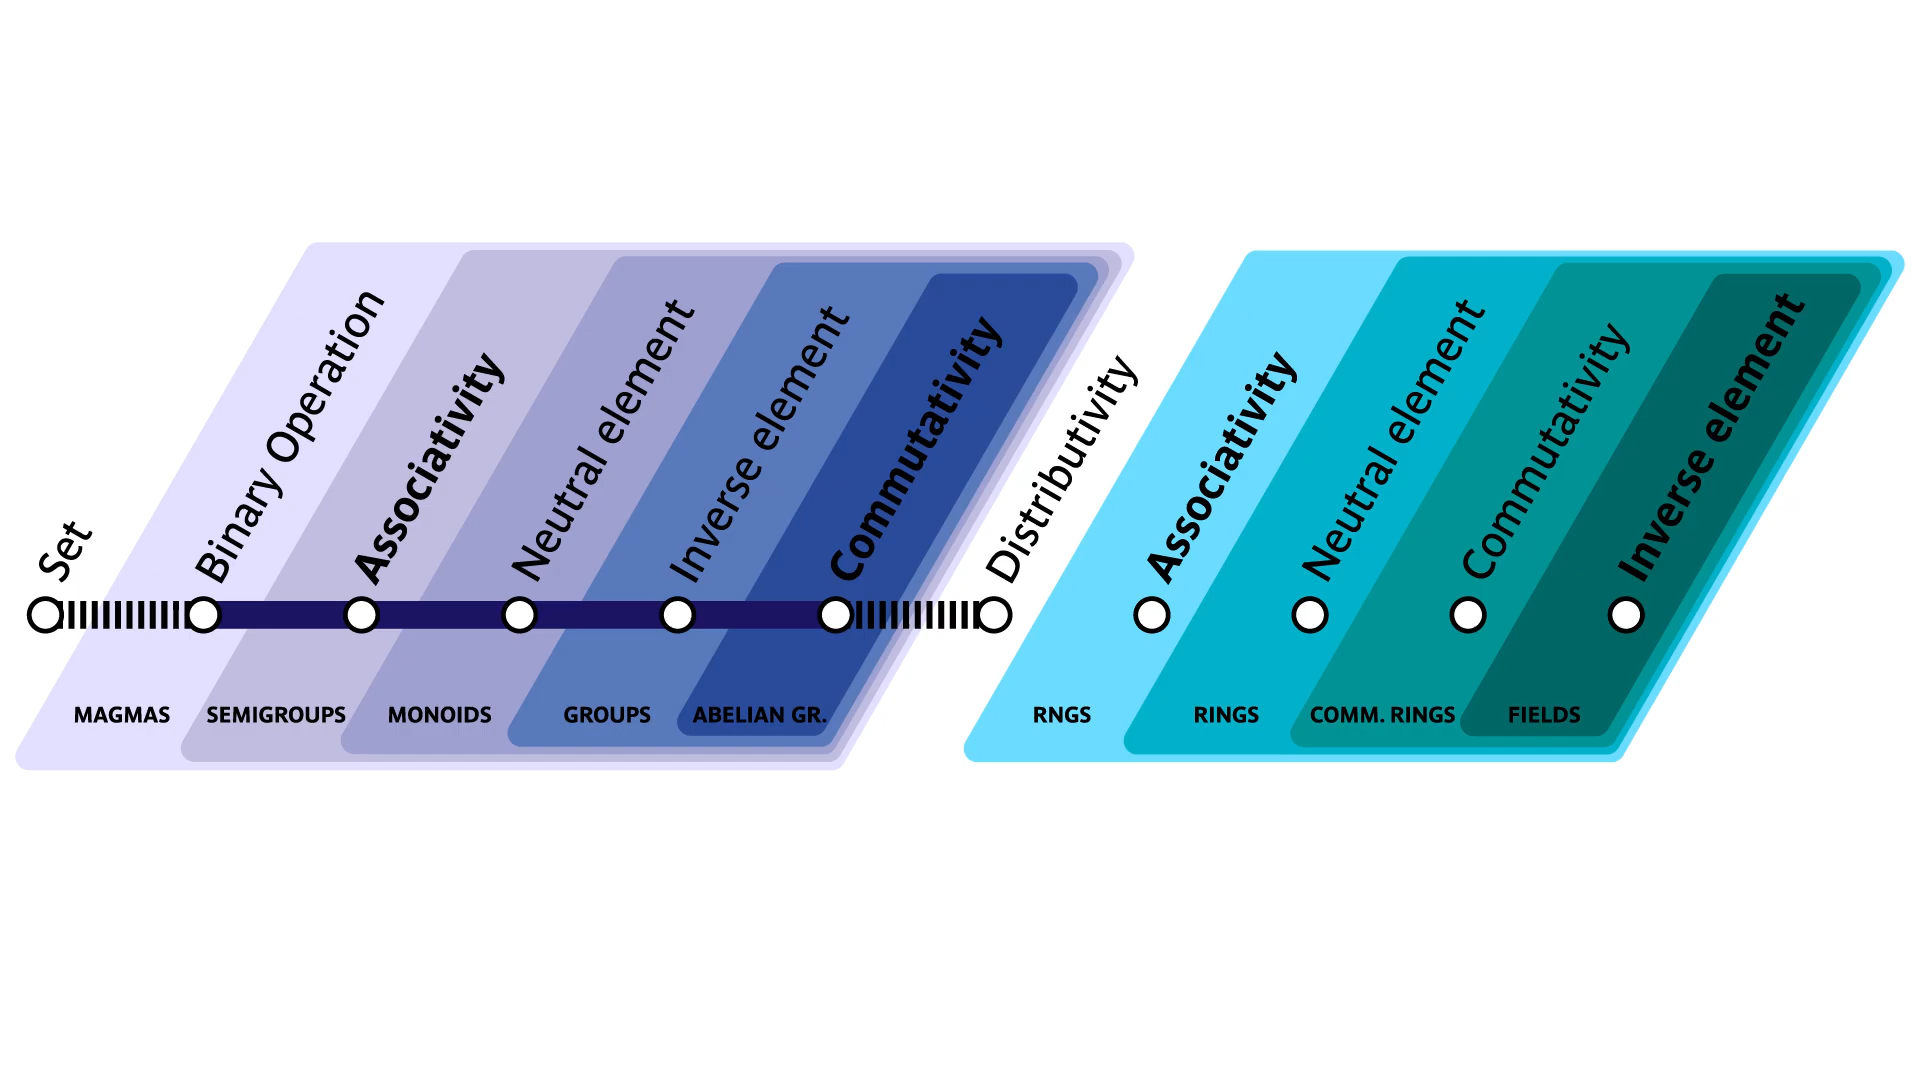 Set
Binary Operation
Associativity
Neutral element
Inverse element
Commutativity
Distributivity
Associativity
Neutral element
Commutativity
Inverse element
MAGMAS
SEMIGROUPS
MONOIDS
GROUPS
ABELIAN GR.
RNGS
RINGS
COMM. RINGS
FIELDS